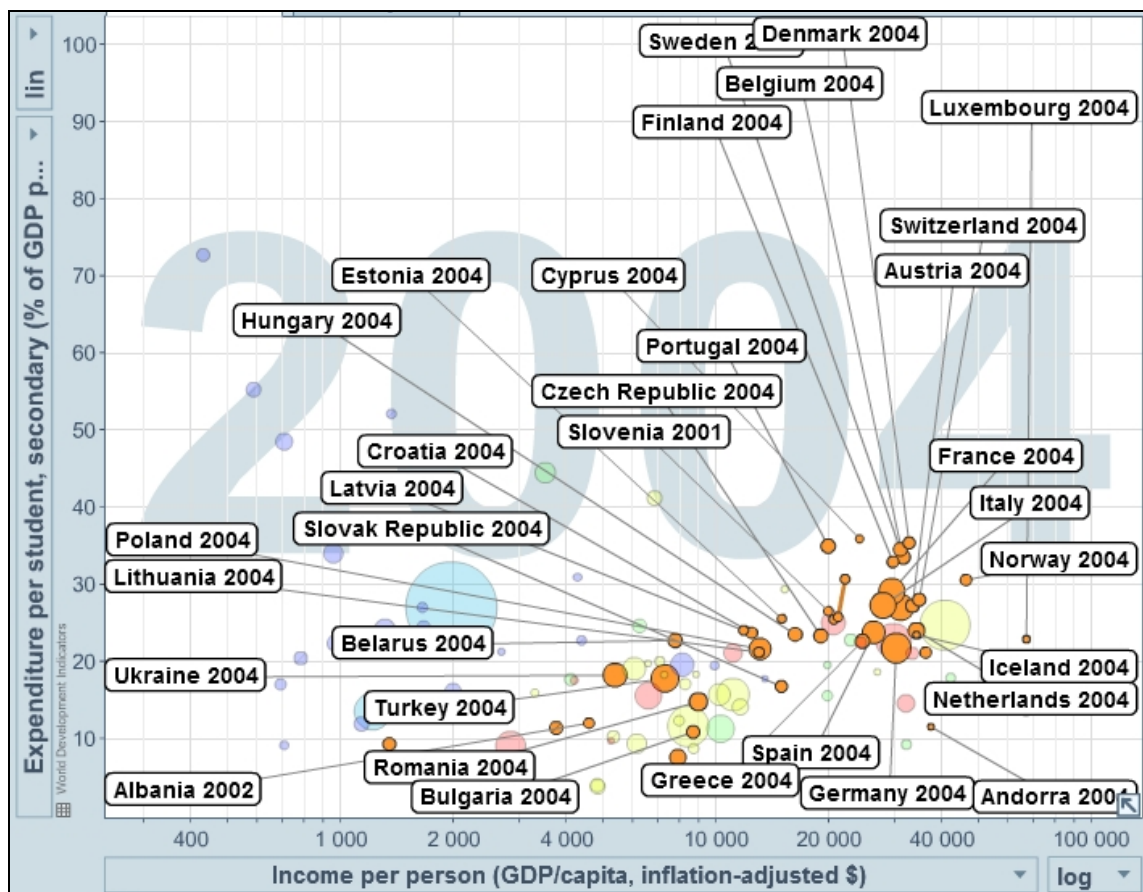 lin
Expenditure per student, secondary (% of GDP p...
World Development Indicators
100
90
80
70
60
50
40
30
20
10
2004
Sweden 2
Denmark 2004
Belgium 2004
Luxembourg 2004
Finland 2004
Switzerland 2004
Austria 2004
Estonia 2004
Cyprus 2004
Hungary 2004
Portugal 2004
Czech Republic 2004
Slovenia 2001
Croatia 2004
France 2004
Latvia 2004
Italy 2004
Slovak Republic 2004
Poland 2004
Norway 2004
Lithuania 2004
Belarus 2004
Ukraine 2004
Iceland 2004
Turkey 2004
Netherlands 2004
Spain 2004
Romania 2004
Greece 2004
Albania 2002
Bulgaria 2004
Germany 2004
Andorra 2004
400
1 000
2 000
4 000
10 000
20 000
40 000
100 000
Income per person (GDP/capita, inflation-adjusted $)
log